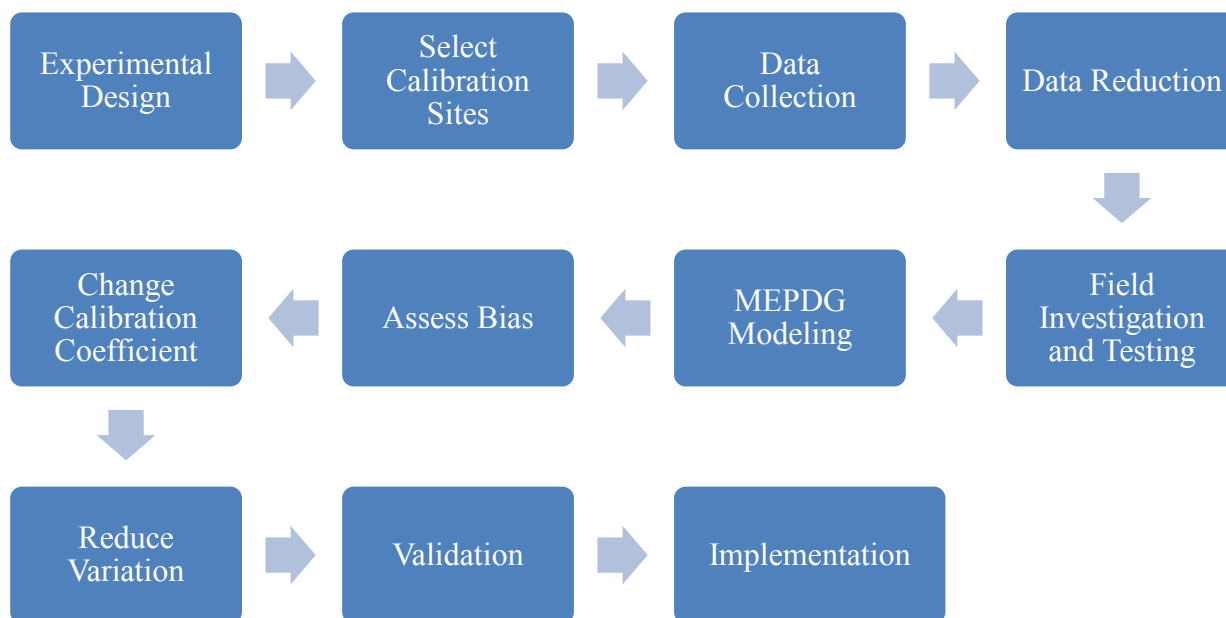 Experimental
Design
Select
Calibration
Sites
Data
Collection
Data Reduction
Field
Investigation
and Testing
MEPDG
Modeling
Assess Bias
Change
Calibration
Coefficient
Reduce
Variation
Validation
Implementation